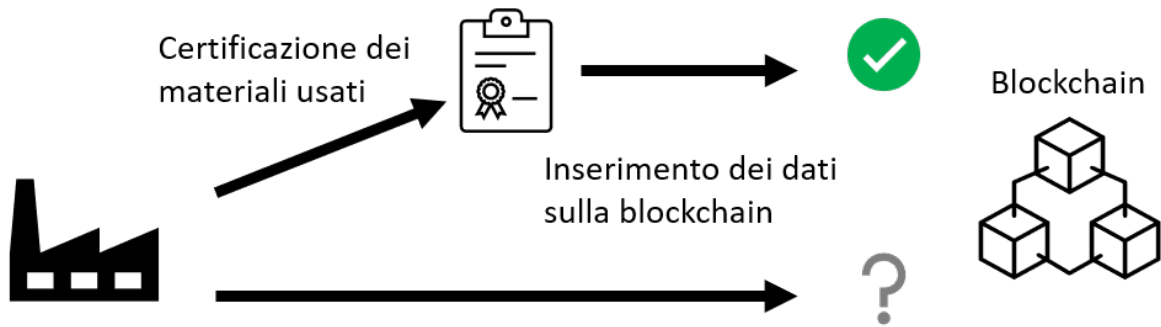 Certificazione dei
materiali usati
Blockchain
Inserimento dei dati
sulla blockchain
?